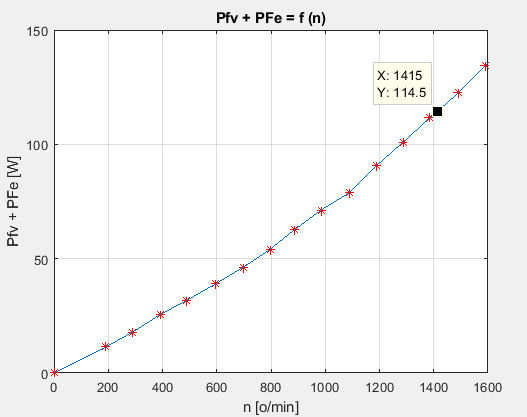 Pfv + PFe = f (n)
150
X: 1415
Y: 114.5
100
Pfv + PFe [W]
50
0
0 200 400 600 800 1000 1200 1400 1600
n [o/min]